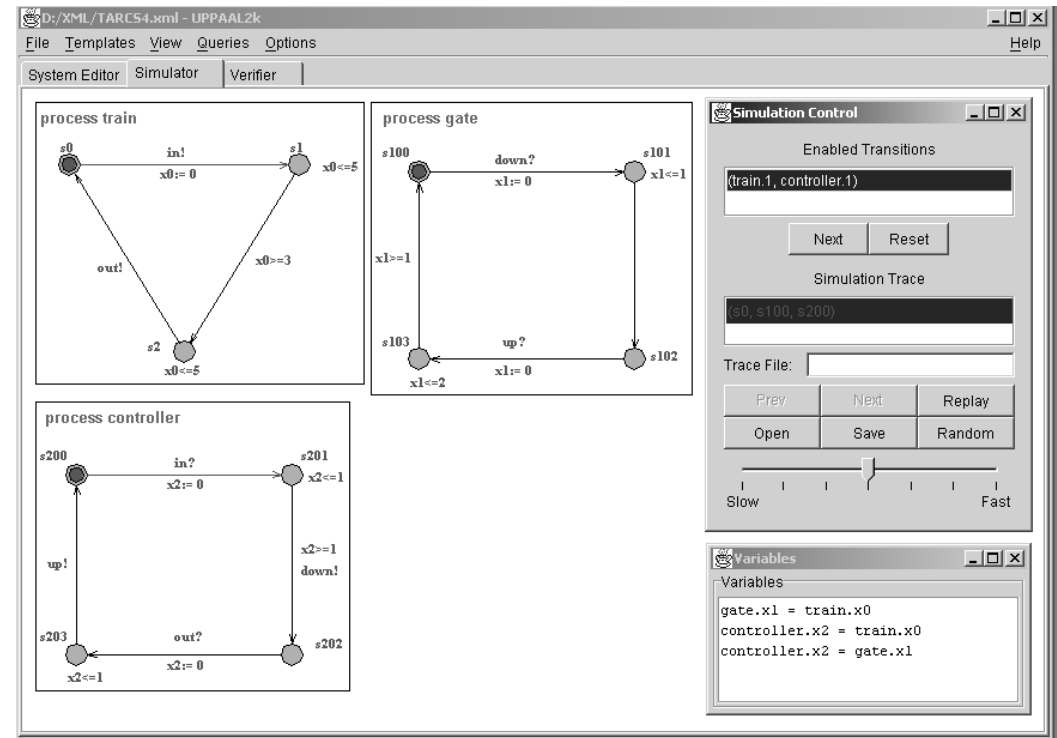 D:/XML/TARCS4.xml - UPPAAL2k
File Templates View Queries Options Help
System Editor Simulator Verifier
process train
s0
in!
x0:= 0
s1
x0<=5
out!
x0>=3
s2
x0<=5
process gate
s100
down?
x1:= 0
s101
x1<=1
x1>=1
s103
up?
x1:= 0
s102
x1<=2
process controller
s200
in?
x2:= 0
s201
x2<=1
up!
x2>=1
down!
s203
out?
x2:= 0
s202
x2<=1
Simulation Control
Enabled Transitions
(train.1, controller.1)
Next Reset
Simulation Trace
(s0, s100, s200)
Trace File:
Prev Next Replay
Open Save Random
Slow Fast
Variables
Variables
gate.x1 = train.x0
controller.x2 = train.x0
controller.x2 = gate.x1